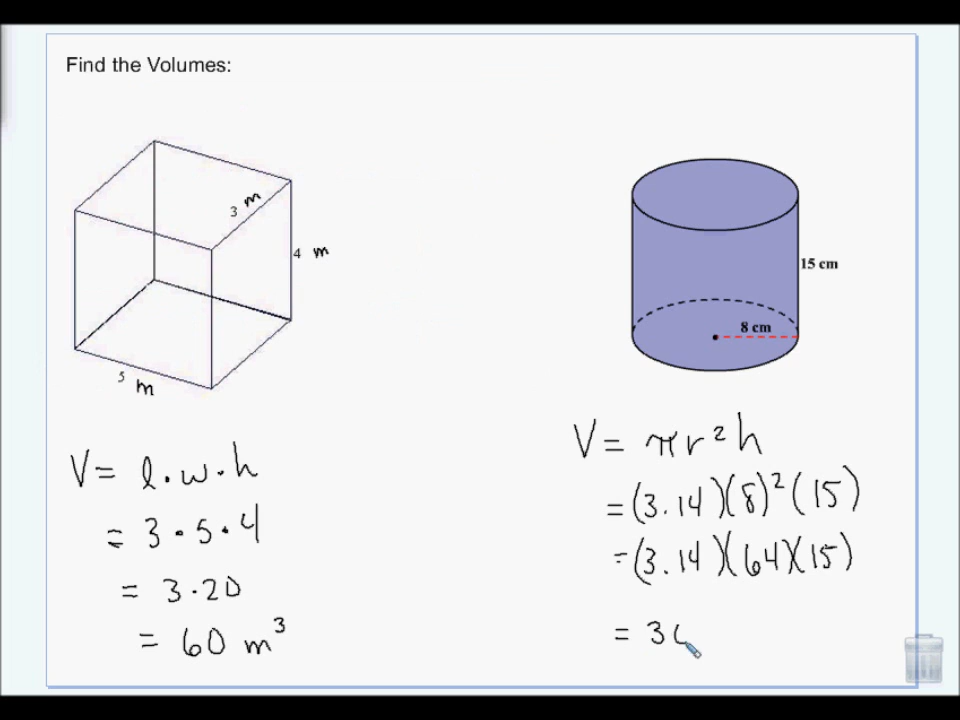 Find the Volumes:
3 m
4 m
5 m
V = l · w · h
= 3 · 5 · 4
= 3 · 20
= 60 m³
15 cm
8 cm
V = πr²h
= (3.14)(8)²(15)
= (3.14)(64)(15)
= 30